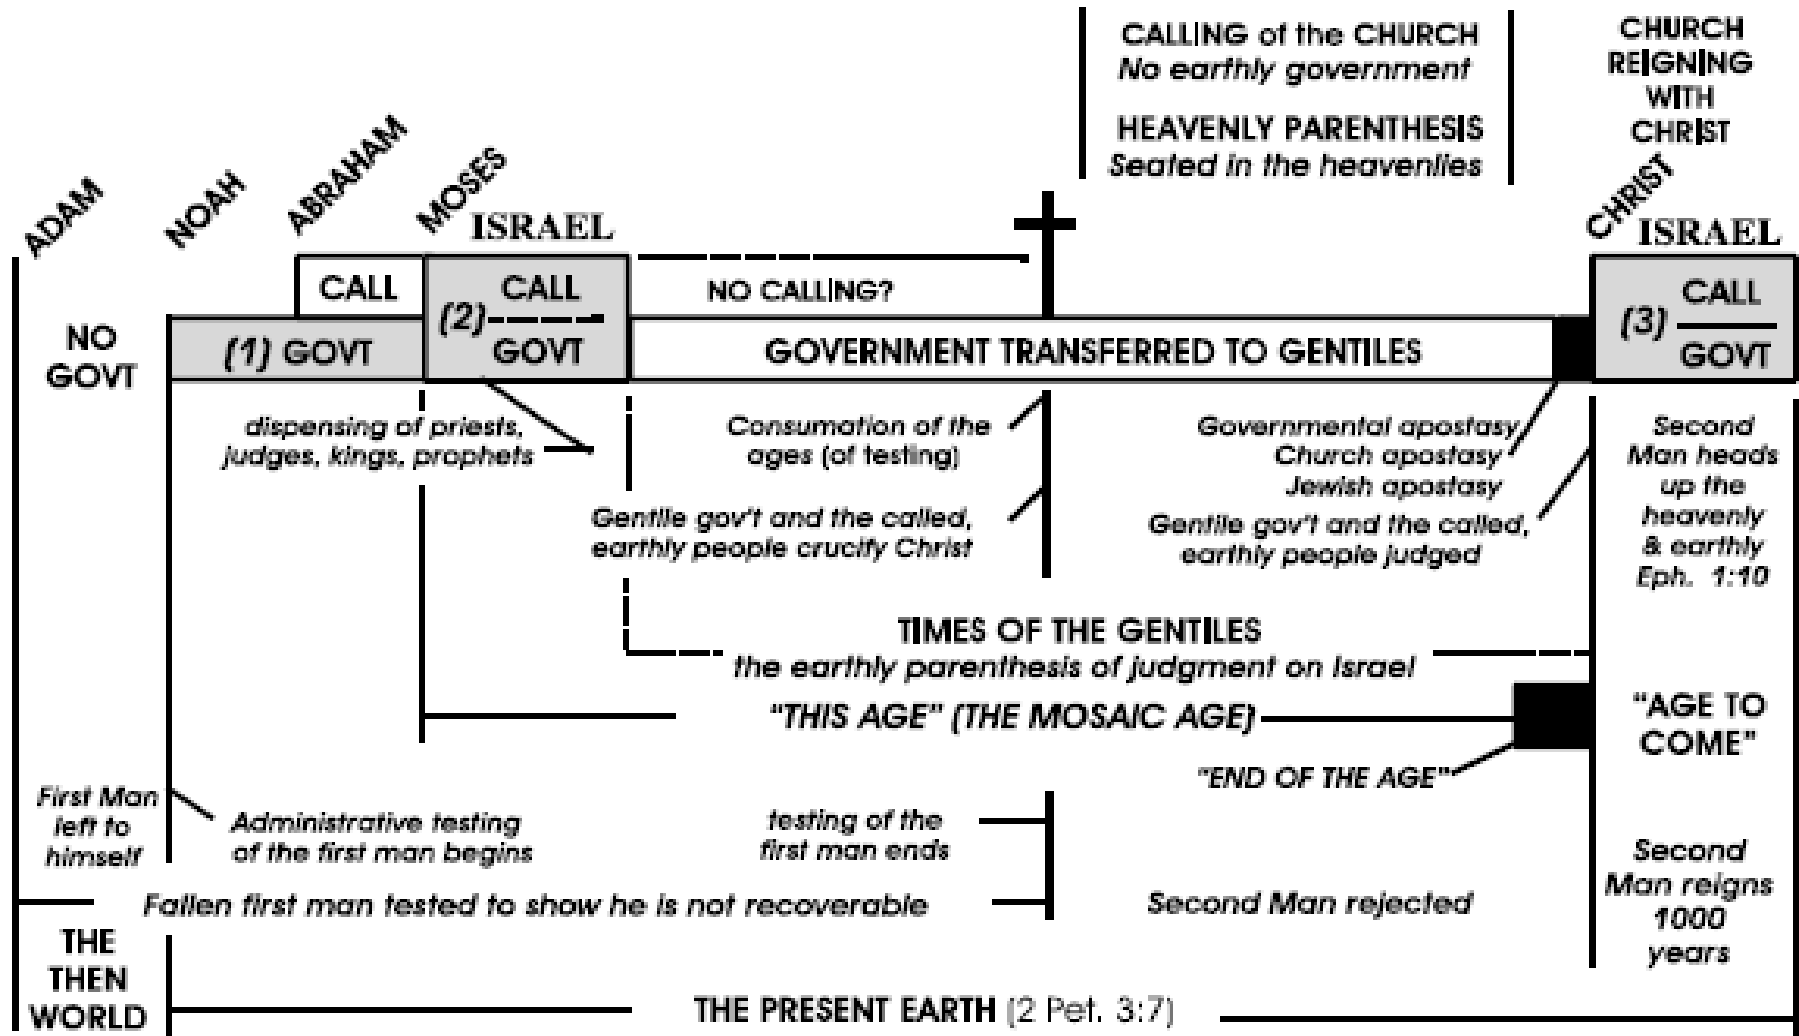 CALLING of the CHURCH
No earthly government
HEAVENLY PARENTHESIS
Seated in the heavenlies
CHURCH
REIGNING
WITH
CHRIST
ADAM
NOAH
ABRAHAM
MOSES
ISRAEL
CHRIST
ISRAEL
CALL
(2)
CALL
GOVT
NO CALLING?
(3)
CALL
GOVT
NO
GOVT
(1) GOVT
GOVERNMENT TRANSFERRED TO GENTILES
dispensing of priests,
judges, kings, prophets
Consumation of the
ages (of testing)
Gentile gov't and the called,
earthly people crucify Christ
Governmental apostasy
Church apostasy
Jewish apostasy
Gentile gov't and the called,
earthly people judged
Second
Man heads
up the
heavenly
& earthly
Eph. 1:10
TIMES OF THE GENTILES
the earthly parenthesis of judgment on Israel
"THIS AGE" (THE MOSAIC AGE)
"AGE TO
COME"
"END OF THE AGE"
First Man
left to
himself
Administrative testing
of the first man begins
testing of the
first man ends
Fallen first man tested to show he is not recoverable
Second Man rejected
Second
Man reigns
1000
years
THE
THEN
WORLD
THE PRESENT EARTH (2 Pet. 3:7)